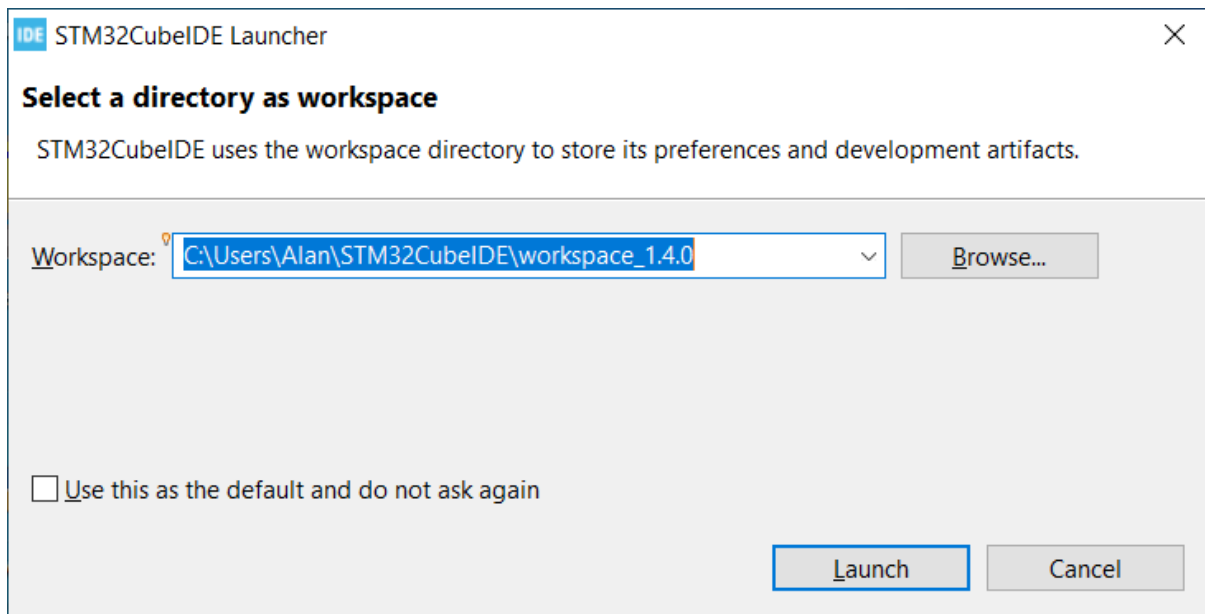 IDE STM32CubeIDE Launcher
Select a directory as workspace
STM32CubeIDE uses the workspace directory to store its preferences and development artifacts.
Workspace: C:\Users\Alan\STM32CubeIDE\workspace_1.4.0 Browse...
Use this as the default and do not ask again
Launch Cancel